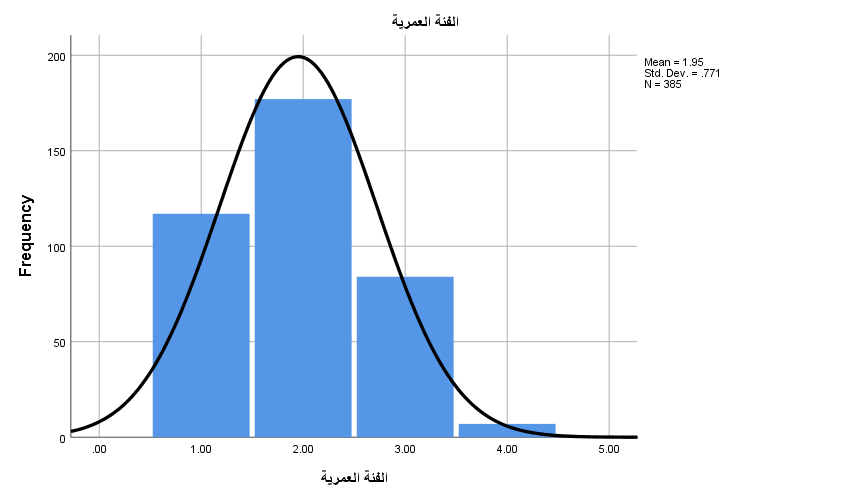 الفئة العمرية
Mean = 1.95
Std. Dev. = .771
N = 385
Frequency
200
150
100
50
0
.00 1.00 2.00 3.00 4.00 5.00
الفئة العمرية